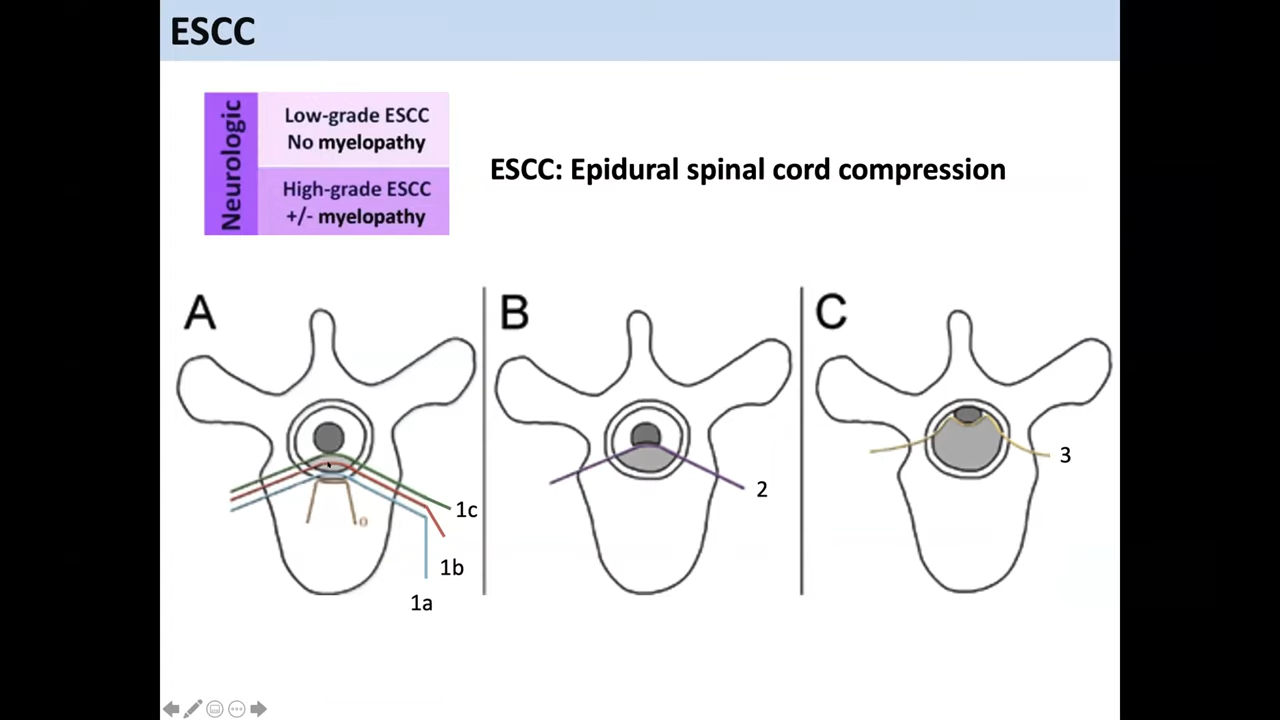 ESCC
Neurologic
Low-grade ESCC
No myelopathy
High-grade ESCC
+/- myelopathy
ESCC: Epidural spinal cord compression
A
B
C
0
1c
1b
1a
2
3